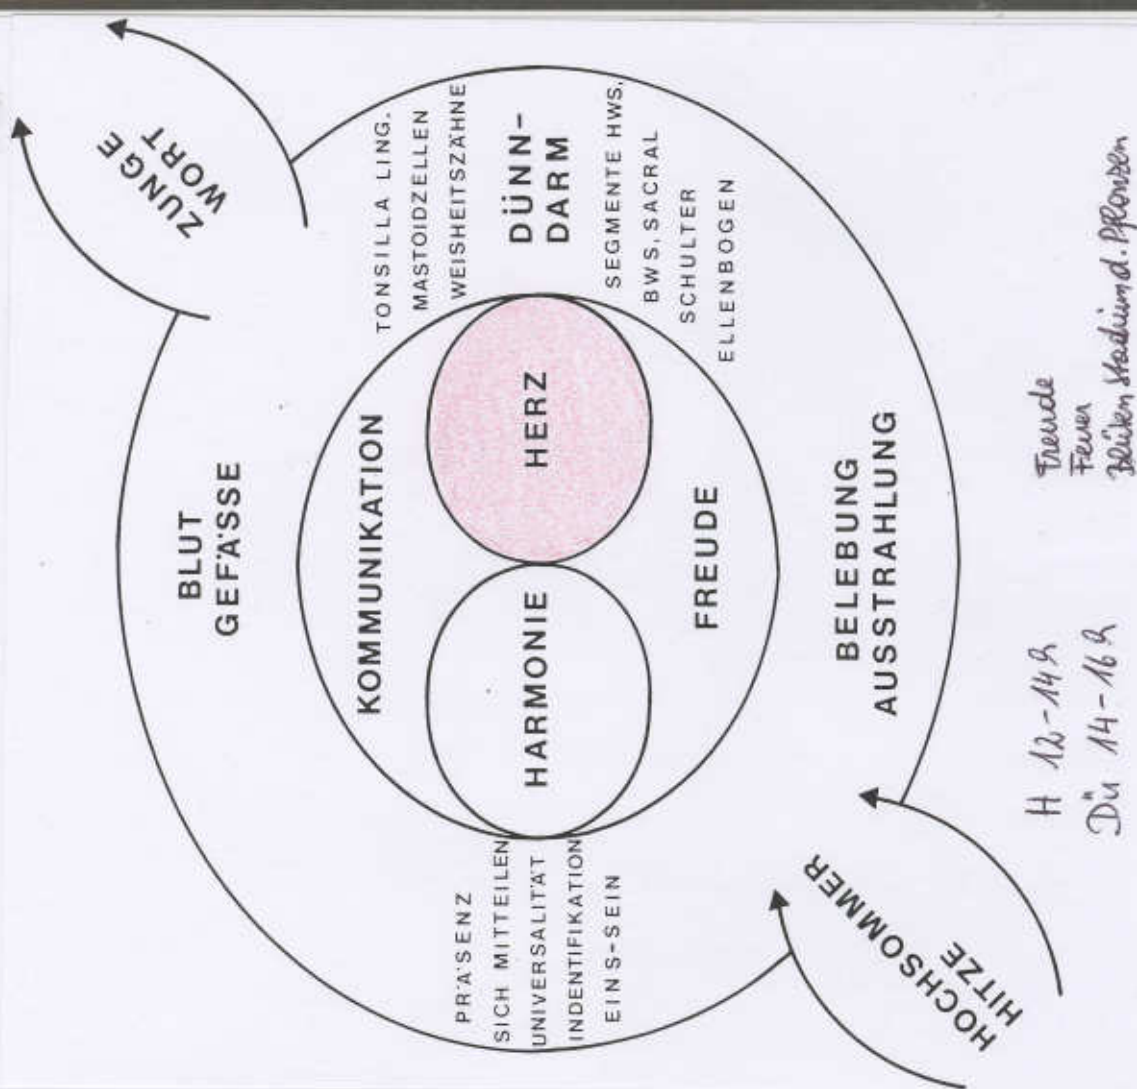 ZUNGE
WORT
BLUT
GEFÄSSE
TONSILLA LING.
MASTOIDZELLEN
WEISHEITSZÄHNE
DÜNN-
DARM
SEGMENTE HWS,
BWS, SACRAL
SCHULTER
ELLENBOGEN
KOMMUNIKATION
HARMONIE
HERZ
FREUDE
PRÄSENZ
SICH MITTEILEN
UNIVERSALITÄT
INDENTIFIKATION
EINS-SEIN
BELEBUNG
AUSSTRAHLUNG
HOCHSOMMER
HITZE
H 12-14 h
Dü 14-16 h
Freude
Feuer
Blüten Stadium d. Pflanzen